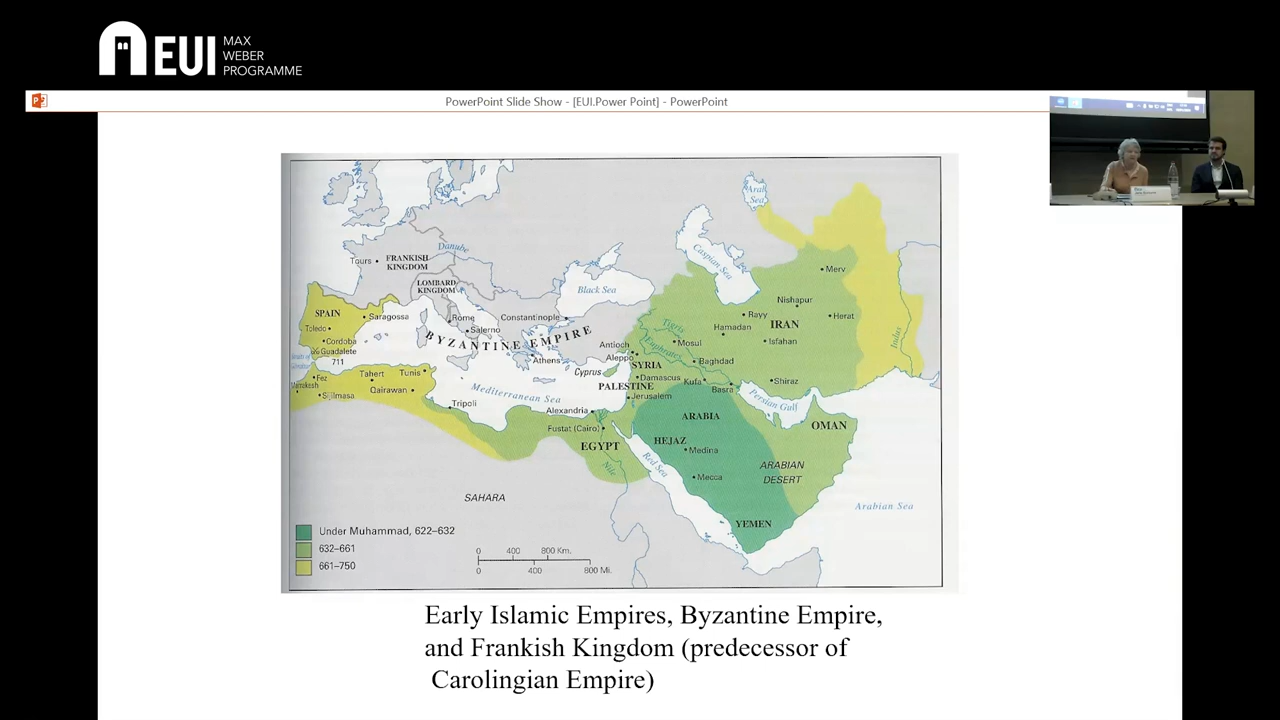 EUI
MAX
WEBER
PROGRAMME
PowerPoint Slide Show - [EUI.Power Point] - PowerPoint
Aral
Sea
Caspian Sea
Tours
FRANKISH
KINGDOM
Danube
LOMBARD
KINGDOM
Black Sea
Merv
Nishapur
SPAIN
Saragossa
Rome
Constantinople
Rayy
Herat
Toledo
Salerno
BYZANTINE EMPIRE
Tigris
Hamadan
IRAN
Cordoba
Guadalete
711
Antioch
Mosul
Isfahan
Indus
Athens
Aleppo
Euphrates
Baghdad
Fez
Tahert
Tunis
Cyprus
SYRIA
Damascus
Kufa
Shiraz
Marrakesh
Sijilmasa
Qairawan
Mediterranean Sea
PALESTINE
Jerusalem
Basra
Persian Gulf
Tripoli
Alexandria
ARABIA
Fustat (Cairo)
OMAN
EGYPT
HEJAZ
Medina
Nile
Red Sea
ARABIAN
DESERT
Mecca
SAHARA
Arabian Sea
YEMEN
Under Muhammad, 622–632
632–661
661–750
0 400 800 Km.
0 400 800 Mi.
Early Islamic Empires, Byzantine Empire,
and Frankish Kingdom (predecessor of
Carolingian Empire)